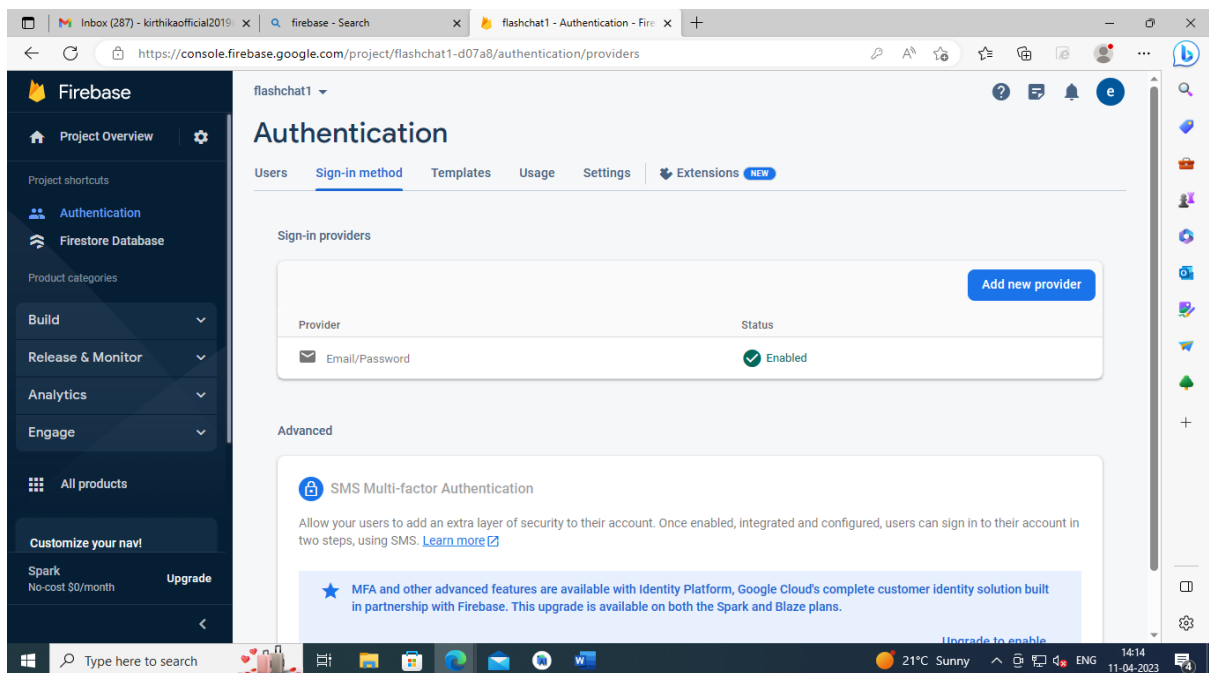 Inbox (287) - kirthikaofficial2019
firebase - Search
flashchat1 - Authentication - Fire
https://console.firebase.google.com/project/flashchat1-d07a8/authentication/providers
Firebase
flashchat1
e
Project Overview
Authentication
Users
Sign-in method
Templates
Usage
Settings
Extensions
NEW
Project shortcuts
Authentication
Firestore Database
Product categories
Build
Release & Monitor
Analytics
Engage
All products
Customize your nav!
Spark
No-cost $0/month
Upgrade
Sign-in providers
Add new provider
Provider
Status
Email/Password
Enabled
Advanced
SMS Multi-factor Authentication
Allow your users to add an extra layer of security to their account. Once enabled, integrated and configured, users can sign in to their account in
two steps, using SMS. Learn more
MFA and other advanced features are available with Identity Platform, Google Cloud's complete customer identity solution built
in partnership with Firebase. This upgrade is available on both the Spark and Blaze plans.
Upgrade to enable
Type here to search
21°C Sunny
ENG
14:14
11-04-2023
4